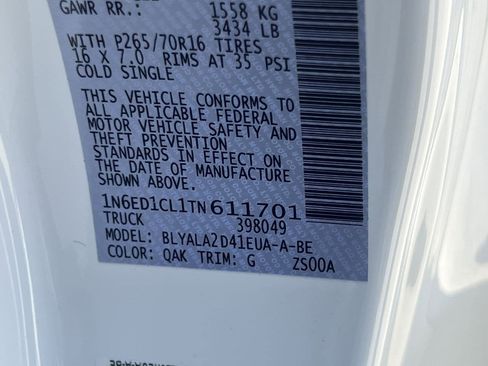 GAWR RR.: 1558 KG
3434 LB
WITH P265/70R16 TIRES
16 X 7.0 RIMS AT 35 PSI
COLD SINGLE
THIS VEHICLE CONFORMS TO
ALL APPLICABLE FEDERAL
MOTOR VEHICLE SAFETY AND
THEFT PREVENTION
STANDARDS IN EFFECT ON
THE DATE OF MANUFACTURE
SHOWN ABOVE.
1N6ED1CL1TN611701
TRUCK 398049
MODEL: BLYALA2D41EUA-A-BE
COLOR: QAK TRIM: G ZS00A